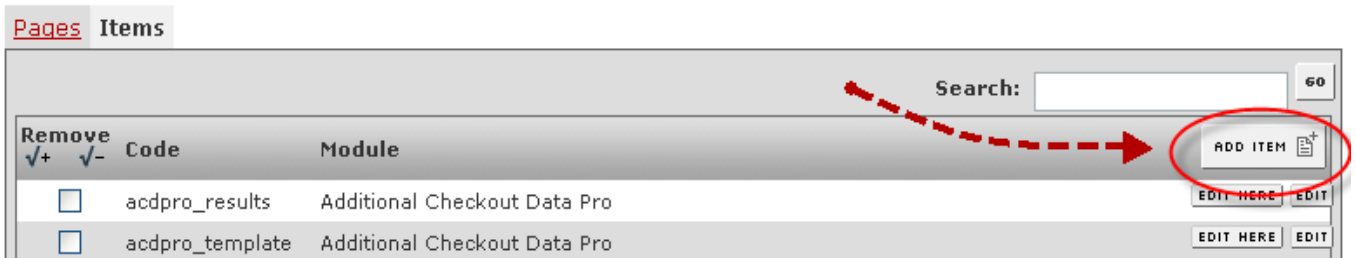 Pages Items
Search: GO
Remove Code Module ADD ITEM
√+ √-
acdpro_results Additional Checkout Data Pro EDIT HERE EDIT
acdpro_template Additional Checkout Data Pro EDIT HERE EDIT